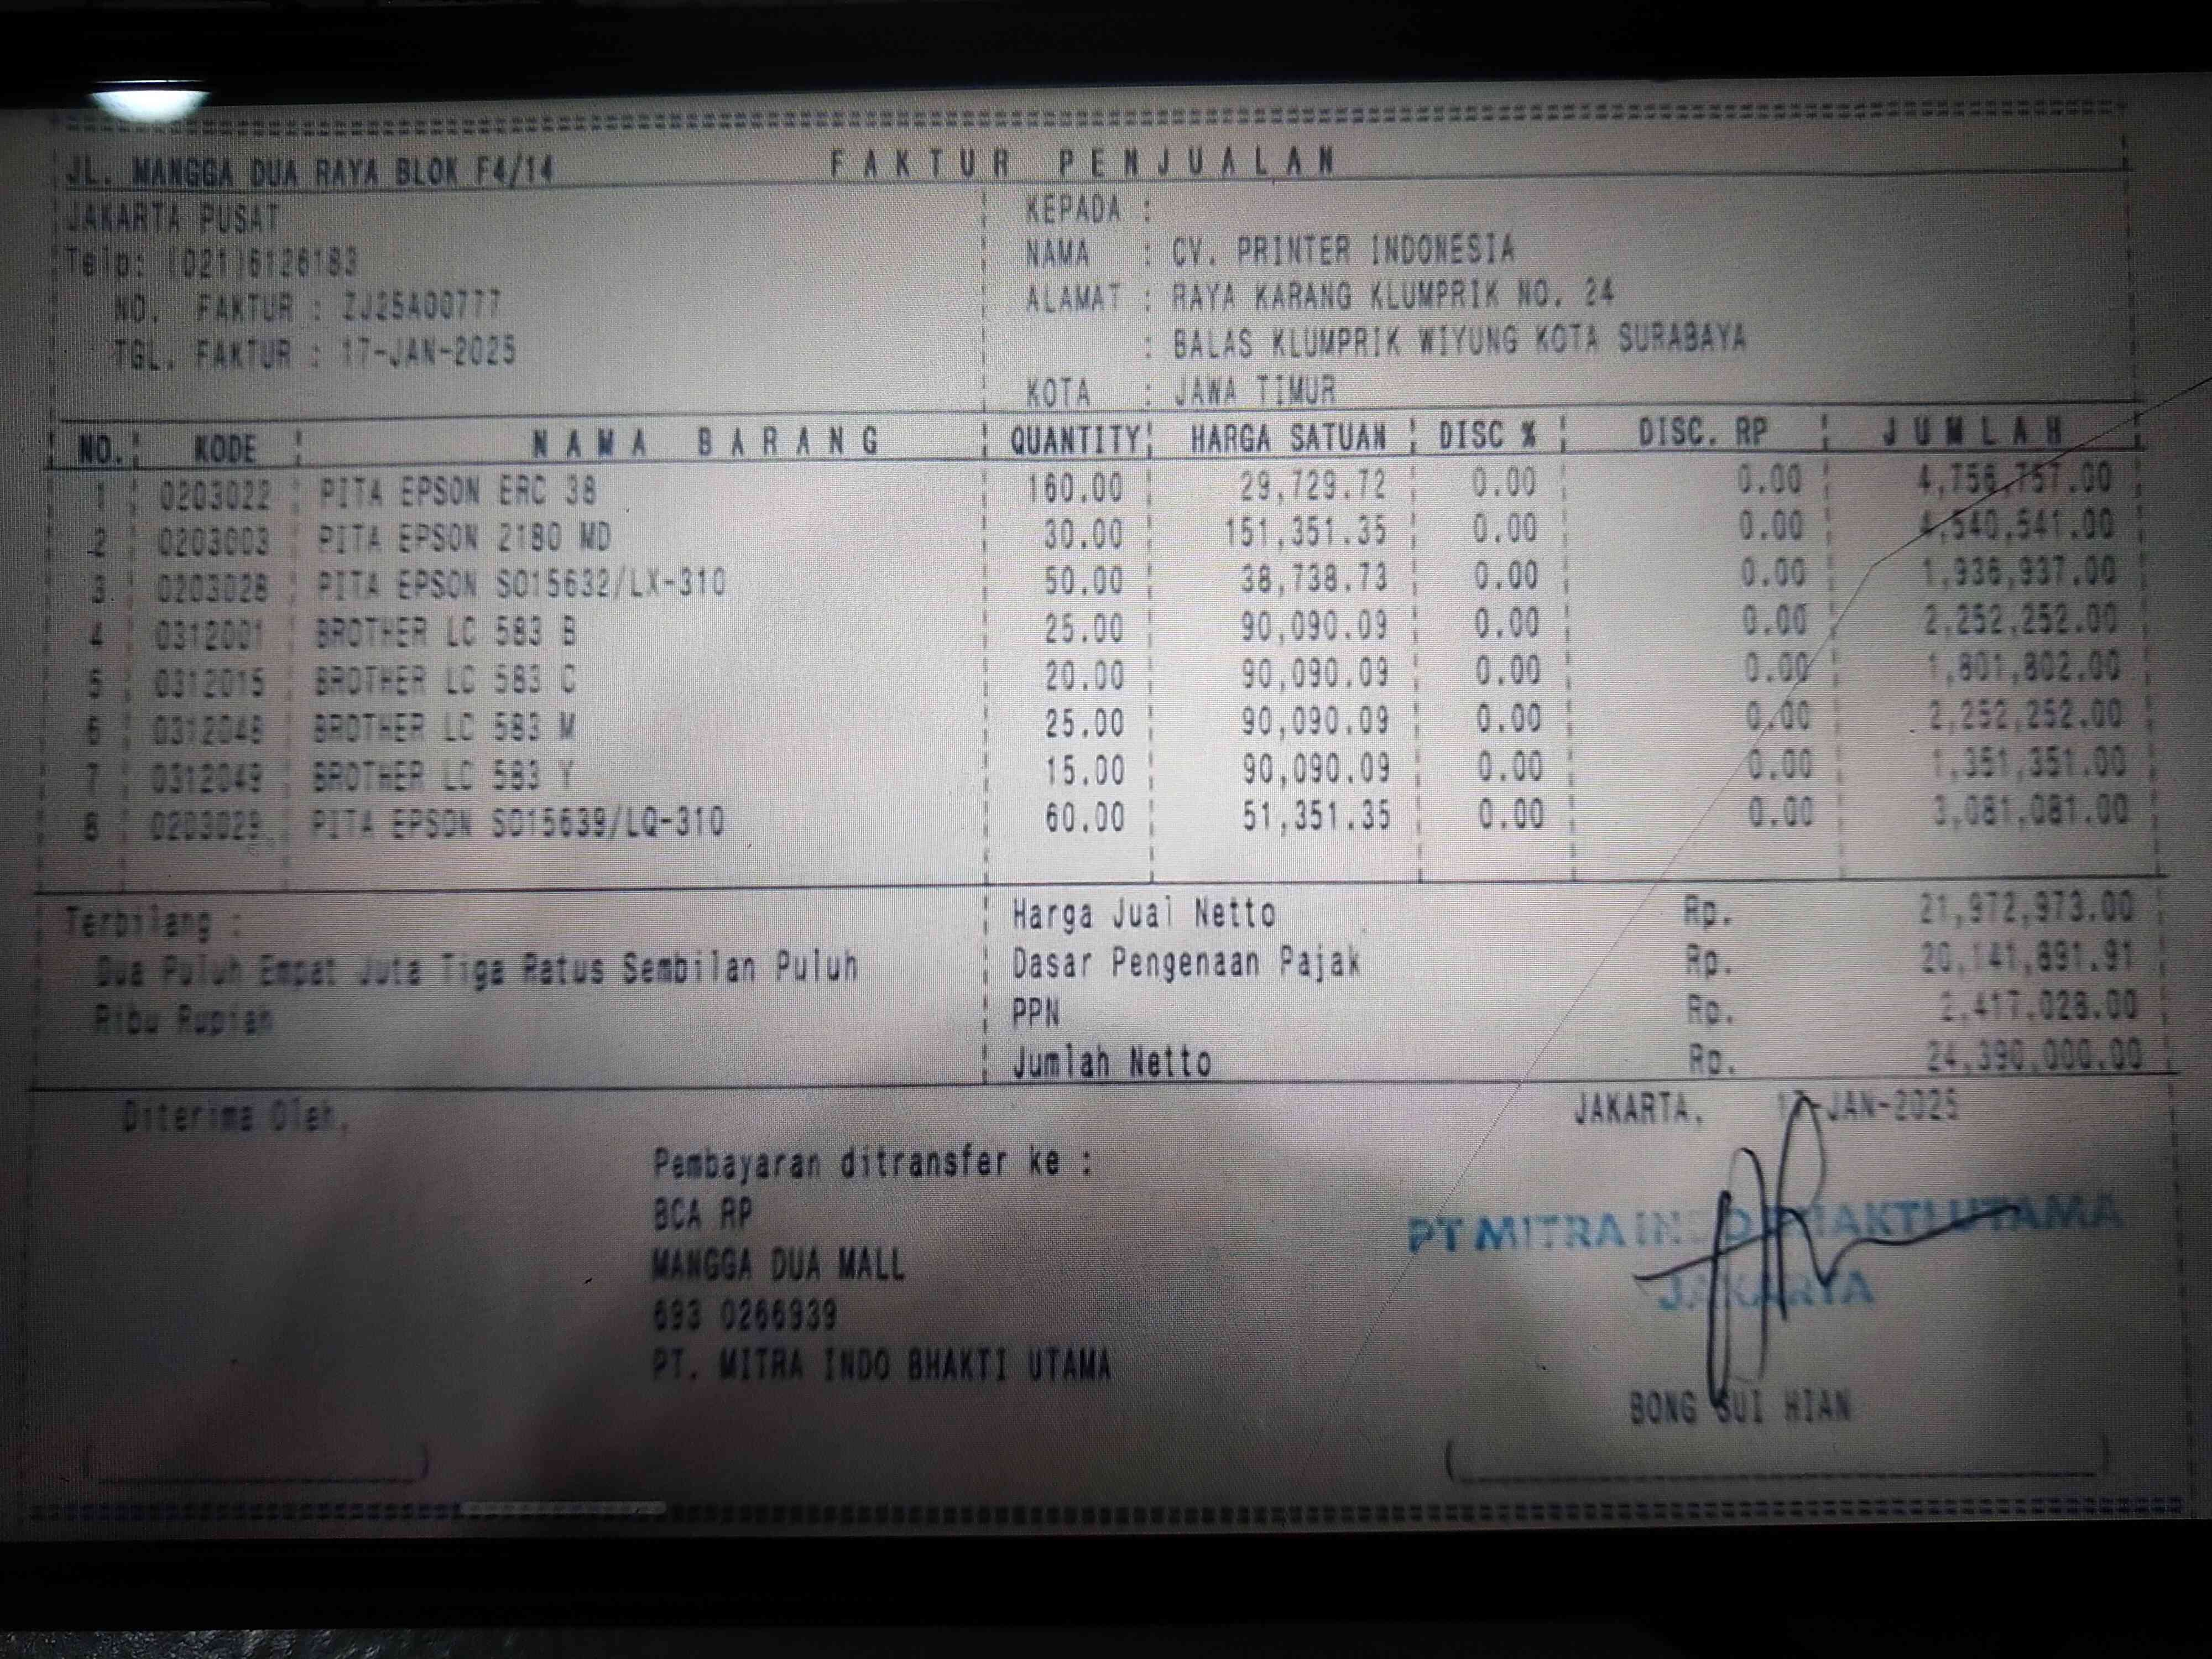 JL. MANGGA DUA RAYA BLOK F4/14 FAKTUR PENJUALAN
JAKARTA PUSAT
Telp: (021)6126183
NO. FAKTUR : ZJ25A00777
TGL. FAKTUR : 17-JAN-2025
KEPADA :
NAMA : CV. PRINTER INDONESIA
ALAMAT : RAYA KARANG KLUMPRIK NO. 24
: BALAS KLUMPRIK WIYUNG KOTA SURABAYA
KOTA : JAWA TIMUR
NO. KODE NAMA BARANG QUANTITY HARGA SATUAN DISC % DISC. RP JUMLAH
1 0203022 PITA EPSON ERC 38 160.00 29,729.72 0.00 0.00 4,756,757.00
2 0203003 PITA EPSON 2180 MD 30.00 151,351.35 0.00 0.00 4,540,541.00
3 0203028 PITA EPSON SO15632/LX-310 50.00 38,738.73 0.00 0.00 1,936,937.00
4 0312001 BROTHER LC 583 B 25.00 90,090.09 0.00 0.00 2,252,252.00
5 0312015 BROTHER LC 583 C 20.00 90,090.09 0.00 0.00 1,801,802.00
6 0312048 BROTHER LC 583 M 25.00 90,090.09 0.00 0.00 2,252,252.00
7 0312049 BROTHER LC 583 Y 15.00 90,090.09 0.00 0.00 1,351,351.00
8 0203029 PITA EPSON SO15639/LQ-310 60.00 51,351.35 0.00 0.00 3,081,081.00
Terbilang :
Dua Puluh Empat Juta Tiga Ratus Sembilan Puluh
Ribu Rupiah
Harga Jual Netto Rp. 21,972,973.00
Dasar Pengenaan Pajak Rp. 20,141,891.91
PPN Rp. 2,417,028.00
Jumlah Netto Rp. 24,390,000.00
Diterima Oleh,
Pembayaran ditransfer ke :
BCA RP
MANGGA DUA MALL
693 0266939
PT. MITRA INDO BHAKTI UTAMA
JAKARTA, 17-JAN-2025
PT MITRA INDO BHAKTI UTAMA
JAKARTA
BONG SUI HIAN